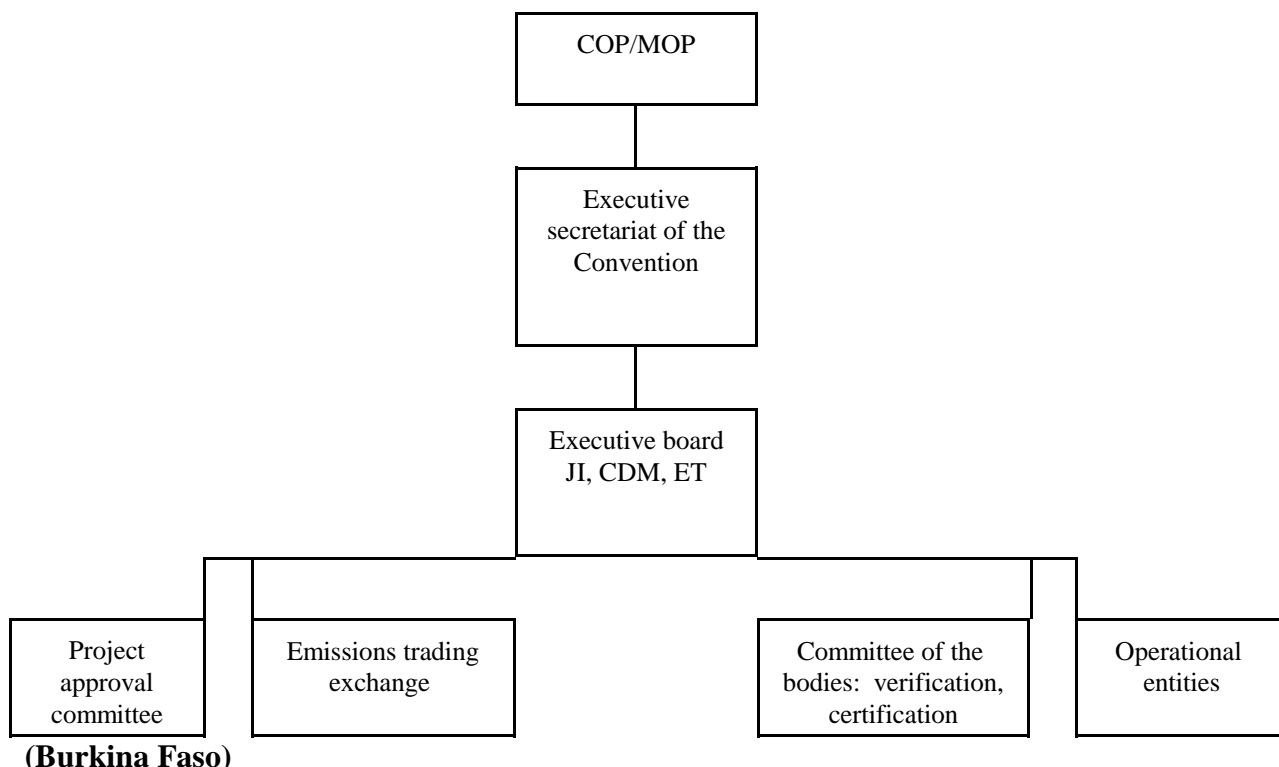 COP/MOP
Executive
secretariat of the
Convention
Executive board
JI, CDM, ET
Project
approval
committee
Emissions trading
exchange
Committee of the
bodies: verification,
certification
Operational
entities
(Burkina Faso)